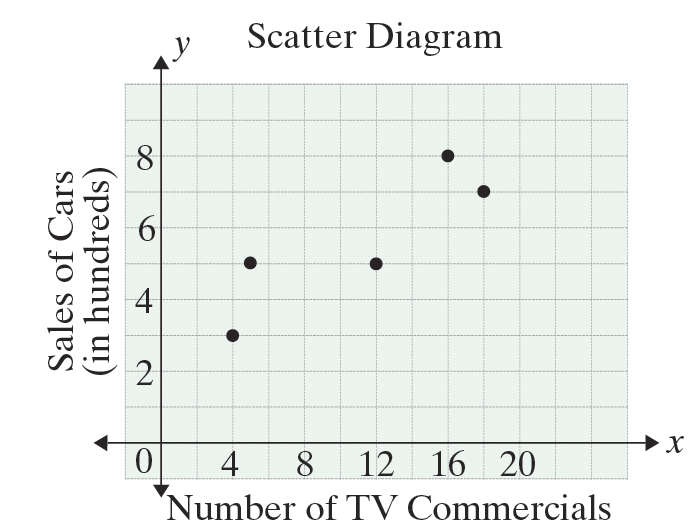 Scatter Diagram
y
Sales of Cars
(in hundreds)
8
6
4
2
0 4 8 12 16 20
x
Number of TV Commercials